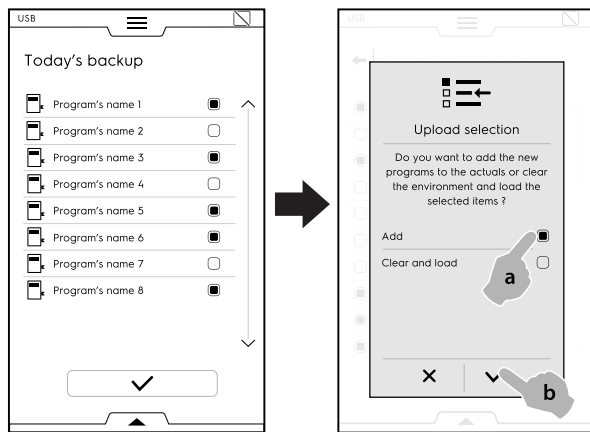 USB
Today's backup
Program's name 1
Program's name 2
Program's name 3
Program's name 4
Program's name 5
Program's name 6
Program's name 7
Program's name 8
USB
Upload selection
Do you want to add the new
programs to the actuals or clear
the environment and load the
selected items ?
Add
Clear and load
a
b